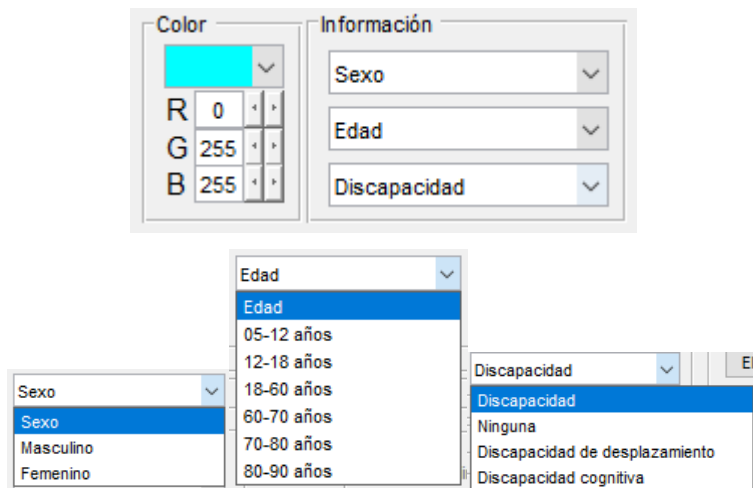 Color
Información
Sexo
R 0
Edad
G 255
B 255
Discapacidad
Edad
Edad
05-12 años
12-18 años
18-60 años
60-70 años
70-80 años
80-90 años
Sexo
Sexo
Masculino
Femenino
Discapacidad
Discapacidad
Ninguna
Discapacidad de desplazamiento
Discapacidad cognitiva